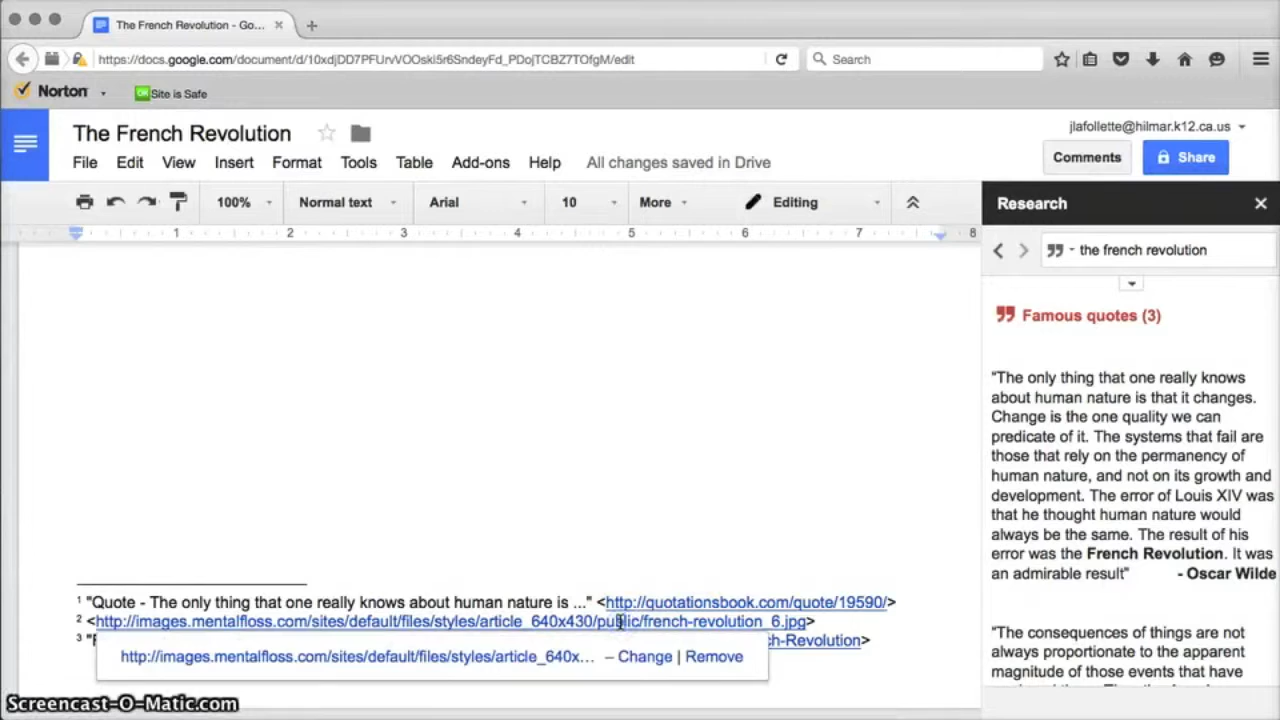 The French Revolution - Go...
https://docs.google.com/document/d/10xdjDD7PFUrvVOOski5r6SndeyFd_PDojTCBZ7TOfgM/edit
Search
Norton
OK
Site is Safe
The French Revolution
jlafollette@hilmar.k12.ca.us
File Edit View Insert Format Tools Table Add-ons Help All changes saved in Drive
Comments
Share
100% Normal text Arial 10 More Editing
1 2 3 4 5 6 7 8
Research
the french revolution
Famous quotes (3)
"The only thing that one really knows
about human nature is that it changes.
Change is the one quality we can
predicate of it. The systems that fail are
those that rely on the permanency of
human nature, and not on its growth and
development. The error of Louis XIV was
that he thought human nature would
always be the same. The result of his
error was the French Revolution. It was
an admirable result" - Oscar Wilde
"The consequences of things are not
always proportionate to the apparent
magnitude of those events that have
1 "Quote - The only thing that one really knows about human nature is ..." <http://quotationsbook.com/quote/19590/>
2 <http://images.mentalfloss.com/sites/default/files/styles/article_640x430/public/french-revolution_6.jpg>
3 ch-Revolution>
http://images.mentalfloss.com/sites/default/files/styles/article_640x... – Change | Remove
Screencast-O-Matic.com